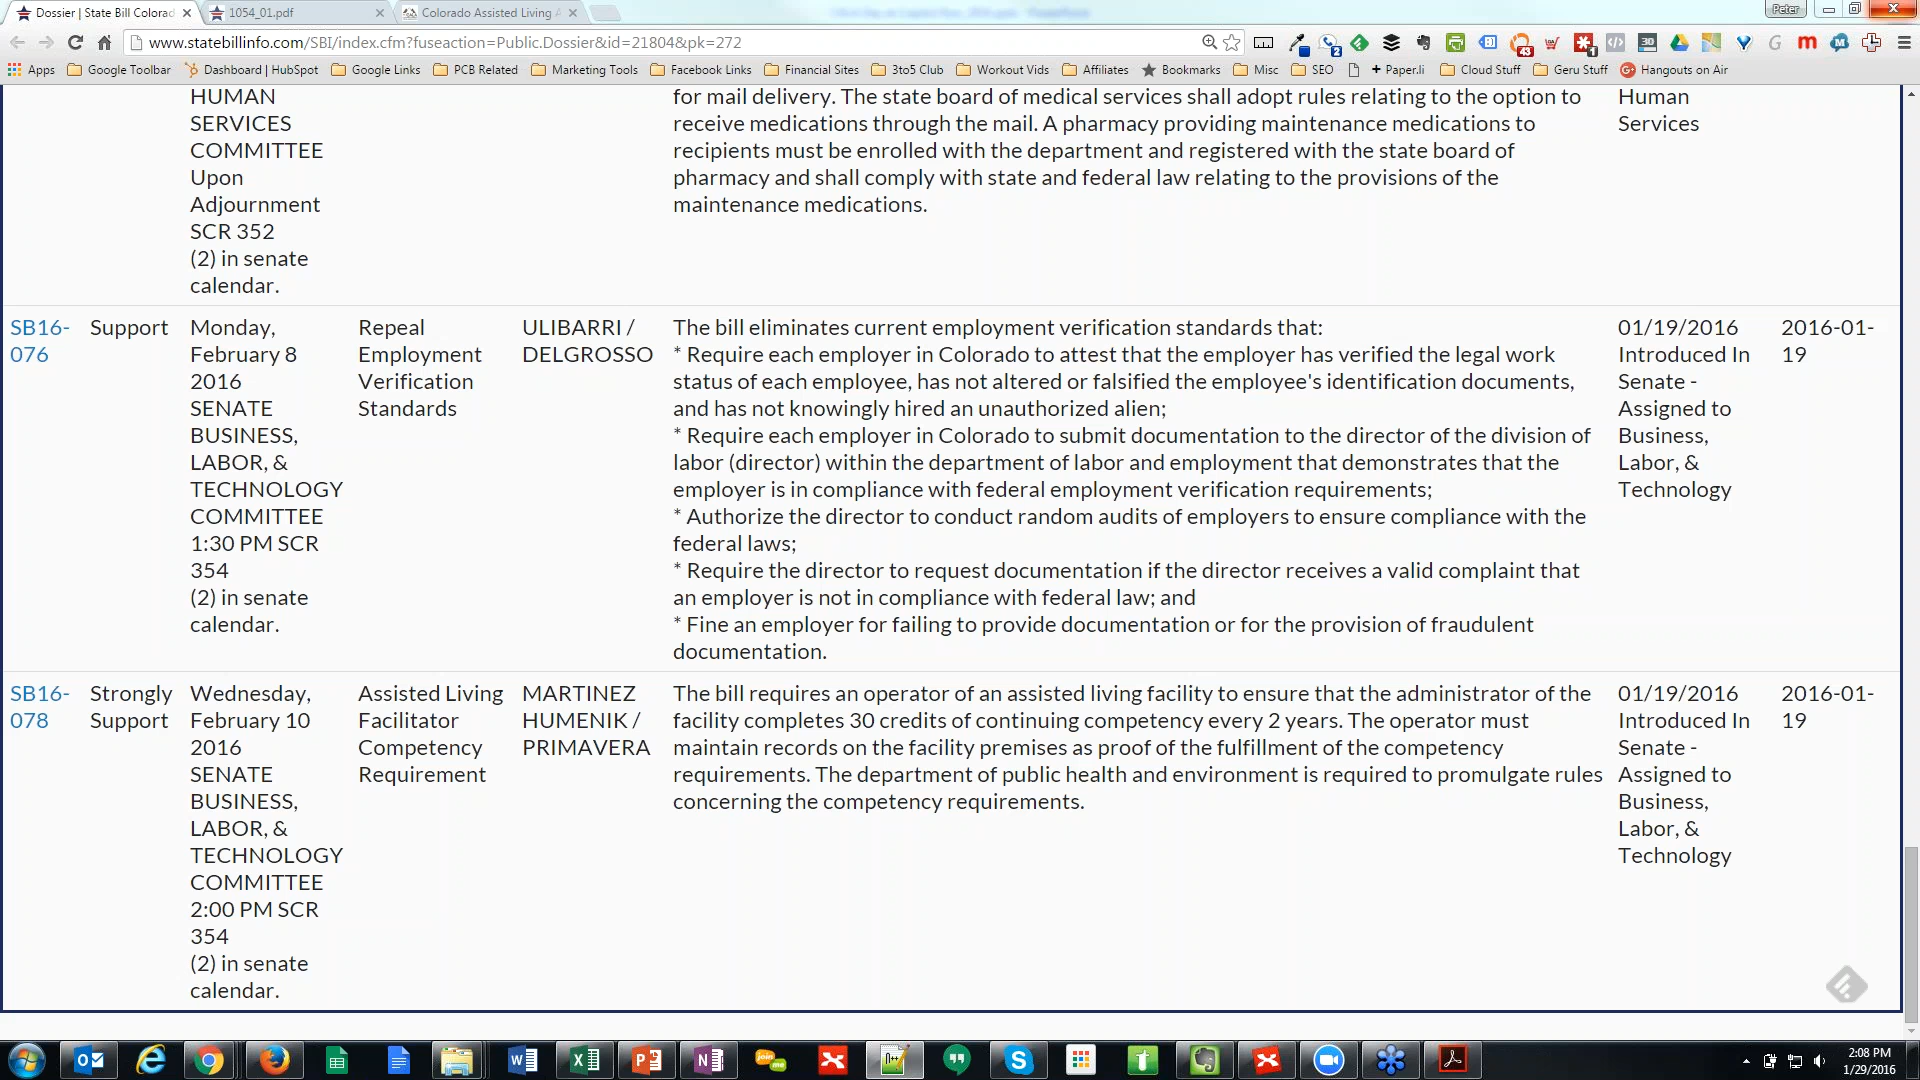 Dossier | State Bill Colorad
1054_01.pdf
Colorado Assisted Living A
Peter
www.statebillinfo.com/SBI/index.cfm?fuseaction=Public.Dossier&id=21804&pk=272
Apps
Google Toolbar
Dashboard | HubSpot
Google Links
PCB Related
Marketing Tools
Facebook Links
Financial Sites
3to5 Club
Workout Vids
Affiliates
Bookmarks
Misc
SEO
+ Paper.li
Cloud Stuff
Geru Stuff
Hangouts on Air
HUMAN
SERVICES
COMMITTEE
Upon
Adjournment
SCR 352
(2) in senate
calendar.
for mail delivery. The state board of medical services shall adopt rules relating to the option to
receive medications through the mail. A pharmacy providing maintenance medications to
recipients must be enrolled with the department and registered with the state board of
pharmacy and shall comply with state and federal law relating to the provisions of the
maintenance medications.
Human
Services
SB16-
076
Support
Monday,
February 8
2016
SENATE
BUSINESS,
LABOR, &
TECHNOLOGY
COMMITTEE
1:30 PM SCR
354
(2) in senate
calendar.
Repeal
Employment
Verification
Standards
ULIBARRI /
DELGROSSO
The bill eliminates current employment verification standards that:
* Require each employer in Colorado to attest that the employer has verified the legal work
status of each employee, has not altered or falsified the employee's identification documents,
and has not knowingly hired an unauthorized alien;
* Require each employer in Colorado to submit documentation to the director of the division of
labor (director) within the department of labor and employment that demonstrates that the
employer is in compliance with federal employment verification requirements;
* Authorize the director to conduct random audits of employers to ensure compliance with the
federal laws;
* Require the director to request documentation if the director receives a valid complaint that
an employer is not in compliance with federal law; and
* Fine an employer for failing to provide documentation or for the provision of fraudulent
documentation.
01/19/2016
Introduced In
Senate -
Assigned to
Business,
Labor, &
Technology
2016-01-
19
SB16-
078
Strongly
Support
Wednesday,
February 10
2016
SENATE
BUSINESS,
LABOR, &
TECHNOLOGY
COMMITTEE
2:00 PM SCR
354
(2) in senate
calendar.
Assisted Living
Facilitator
Competency
Requirement
MARTINEZ
HUMENIK /
PRIMAVERA
The bill requires an operator of an assisted living facility to ensure that the administrator of the
facility completes 30 credits of continuing competency every 2 years. The operator must
maintain records on the facility premises as proof of the fulfillment of the competency
requirements. The department of public health and environment is required to promulgate rules
concerning the competency requirements.
01/19/2016
Introduced In
Senate -
Assigned to
Business,
Labor, &
Technology
2016-01-
19
2:08 PM
1/29/2016